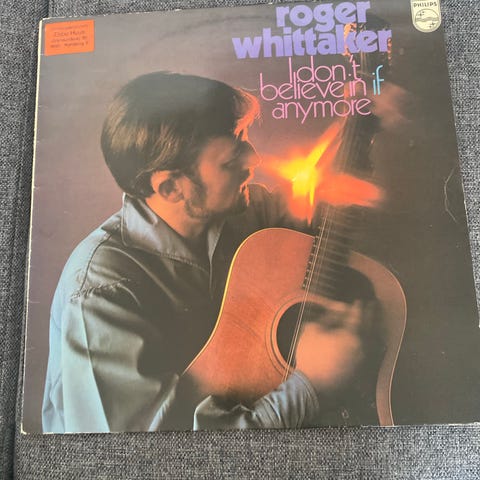 roger
PHILIPS
whittaker
i don't
believe in if
anymore